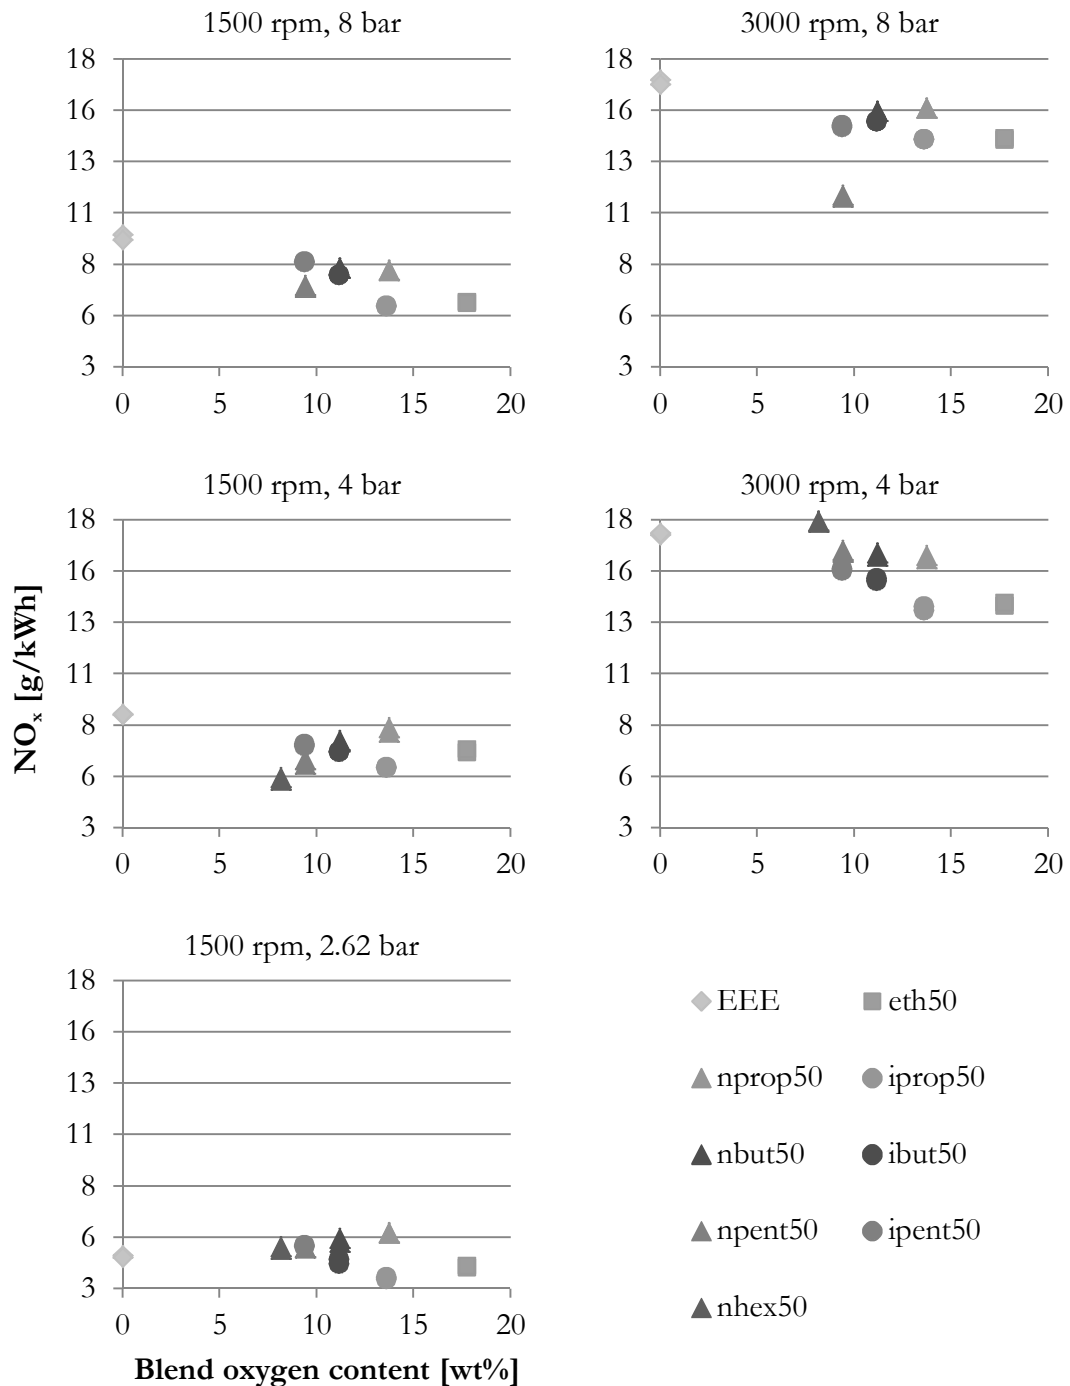 1500 rpm, 8 bar
18
16
13
11
8
6
3
0 5 10 15 20
3000 rpm, 8 bar
18
16
13
11
8
6
3
0 5 10 15 20
1500 rpm, 4 bar
18
16
13
11
8
6
3
0 5 10 15 20
3000 rpm, 4 bar
18
16
13
11
8
6
3
0 5 10 15 20
NOx [g/kWh]
1500 rpm, 2.62 bar
18
16
13
11
8
6
3
0 5 10 15 20
Blend oxygen content [wt%]
EEE eth50
nprop50 iprop50
nbut50 ibut50
npent50 ipent50
nhex50